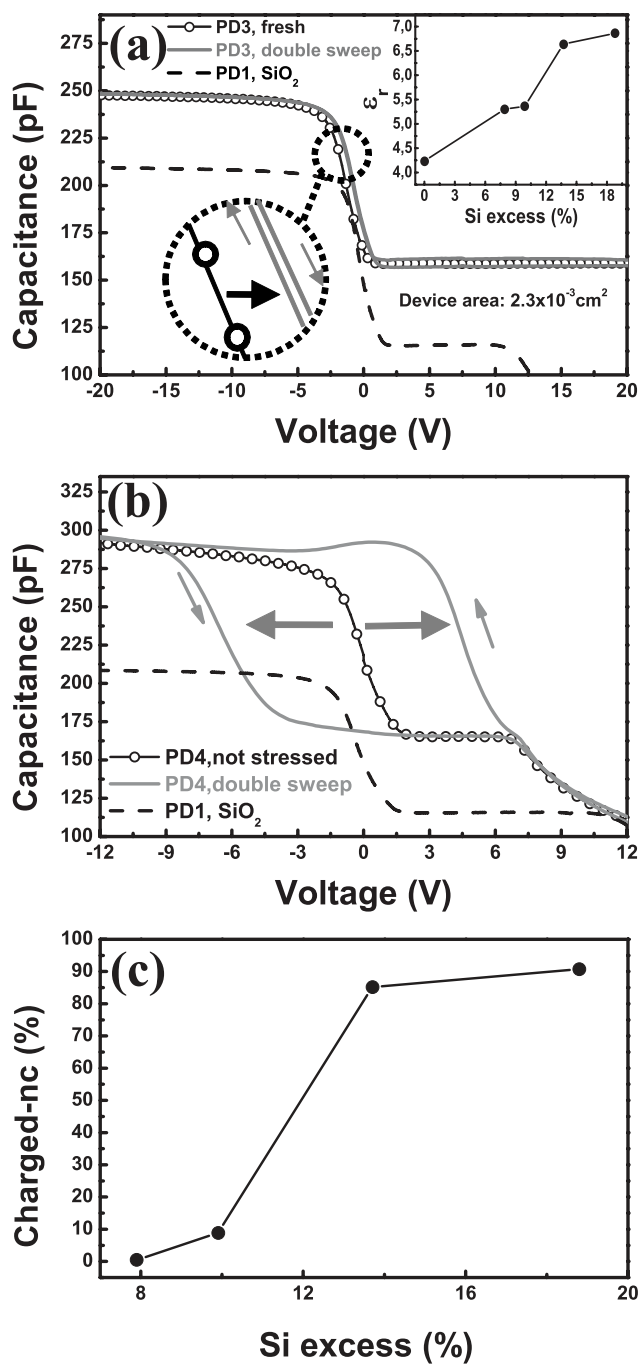 (a)
PD3, fresh
PD3, double sweep
PD1, SiO₂
Capacitance (pF)
275
250
225
200
175
150
125
100
-20 -15 -10 -5 0 5 10 15 20
Voltage (V)
Device area: 2.3x10⁻³cm²
εr
7,0
6,5
6,0
5,5
5,0
4,5
4,0
0 3 6 9 12 15 18
Si excess (%)
(b)
Capacitance (pF)
325
300
275
250
225
200
175
150
125
100
PD4,not stressed
PD4,double sweep
PD1, SiO₂
-12 -9 -6 -3 0 3 6 9 12
Voltage (V)
(c)
Charged-nc (%)
100
90
80
70
60
50
40
30
20
10
0
8 12 16 20
Si excess (%)